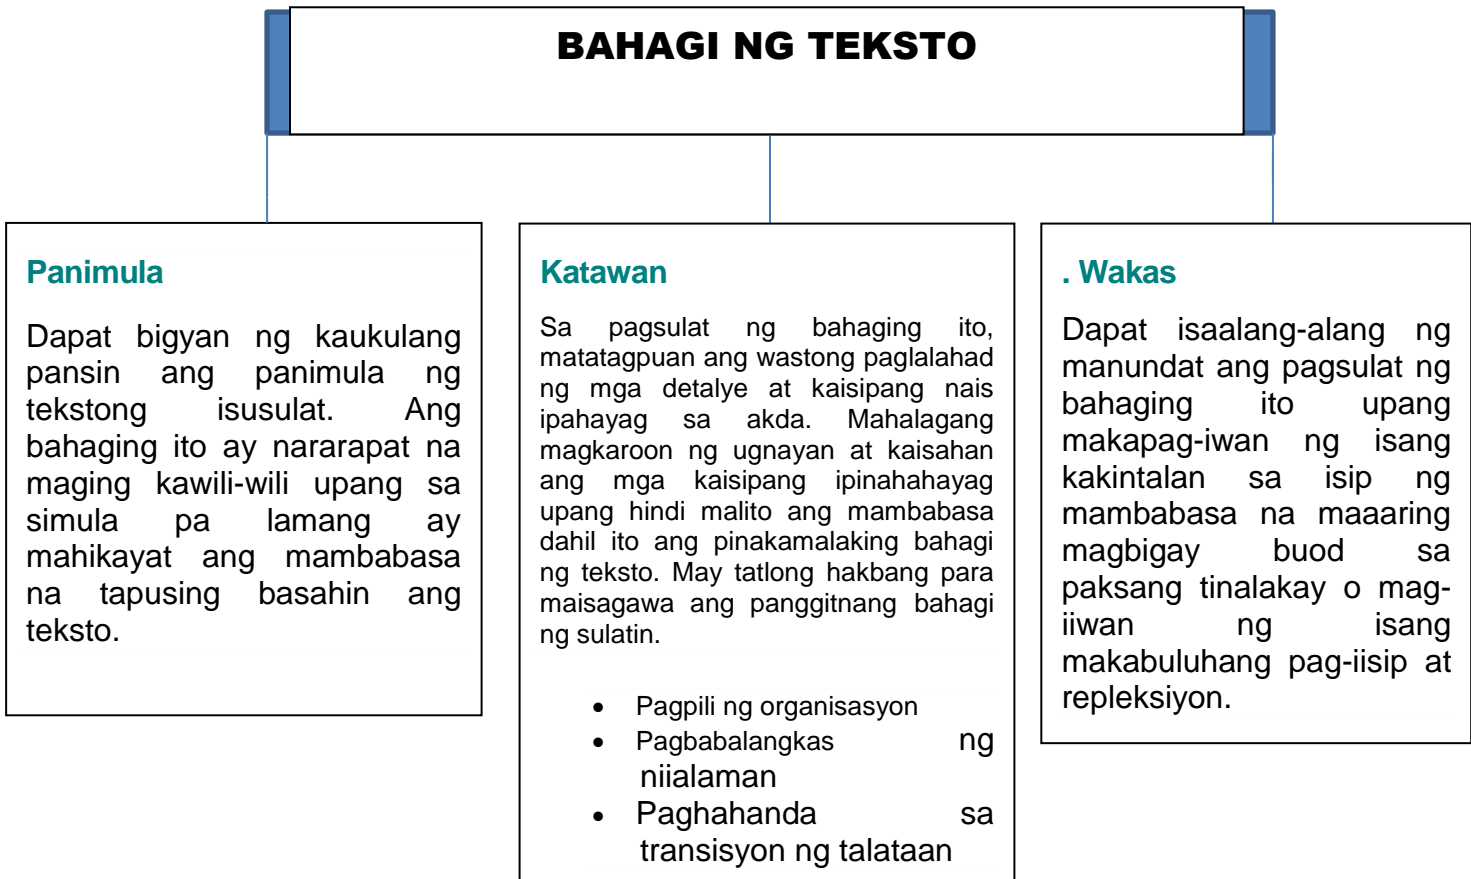 BAHAGI NG TEKSTO
Panimula
Dapat bigyan ng kaukulang
pansin ang panimula ng
tekstong isusulat. Ang
bahaging ito ay nararapat na
maging kawili-wili upang sa
simula pa lamang ay
mahikayat ang mambabasa
na tapusing basahin ang
teksto.
Katawan
Sa pagsulat ng bahaging ito,
matatagpuan ang wastong paglalahad
ng mga detalye at kaisipang nais
ipahayag sa akda. Mahalagang
magkaroon ng ugnayan at kaisahan
ang mga kaisipang ipinahahayag
upang hindi malito ang mambabasa
dahil ito ang pinakamalaking bahagi
ng teksto. May tatlong hakbang para
maisagawa ang panggitnang bahagi
ng sulatin.
• Pagpili ng organisasyon
• Pagbabalangkas ng
niialaman
• Paghahanda sa
transisyon ng talataan
. Wakas
Dapat isaalang-alang ng
manundat ang pagsulat ng
bahaging ito upang
makapag-iwan ng isang
kakintalan sa isip ng
mambabasa na maaaring
magbigay buod sa
paksang tinalakay o mag-
iiwan ng isang
makabuluhang pag-iisip at
repleksiyon.